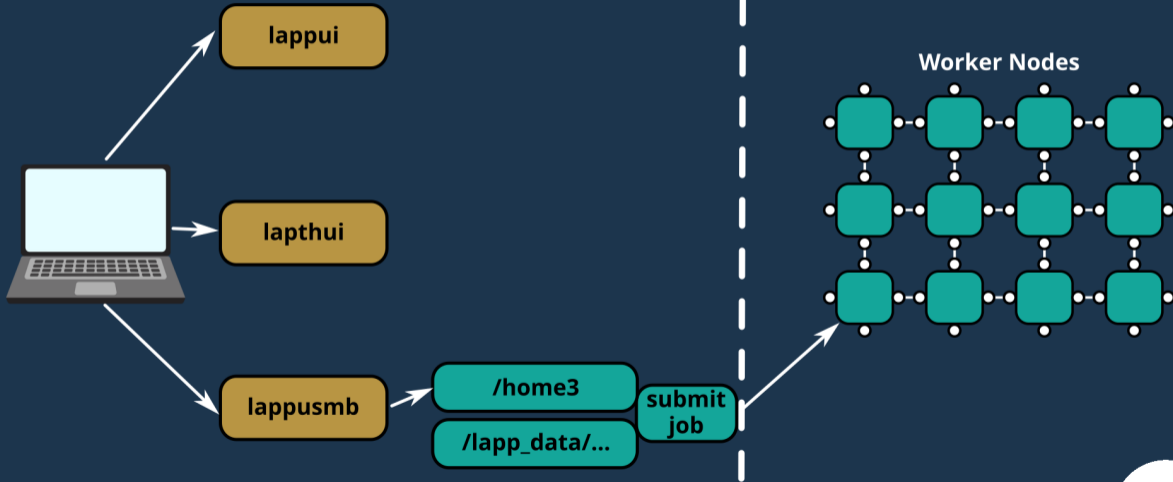 lappui
Worker Nodes
lapthui
lappusmb
/home3
/lapp_data/...
submit
job